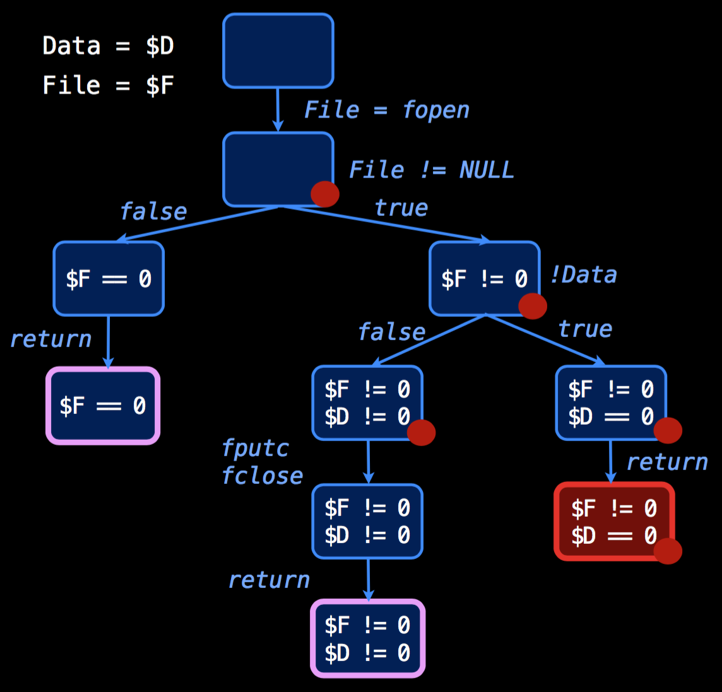 Data = $D
File = $F
File = fopen
File != NULL
false
true
$F == 0
$F != 0
!Data
return
false
true
$F == 0
$F != 0
$D != 0
$F != 0
$D == 0
fputc
fclose
return
$F != 0
$D != 0
$F != 0
$D == 0
return
$F != 0
$D != 0